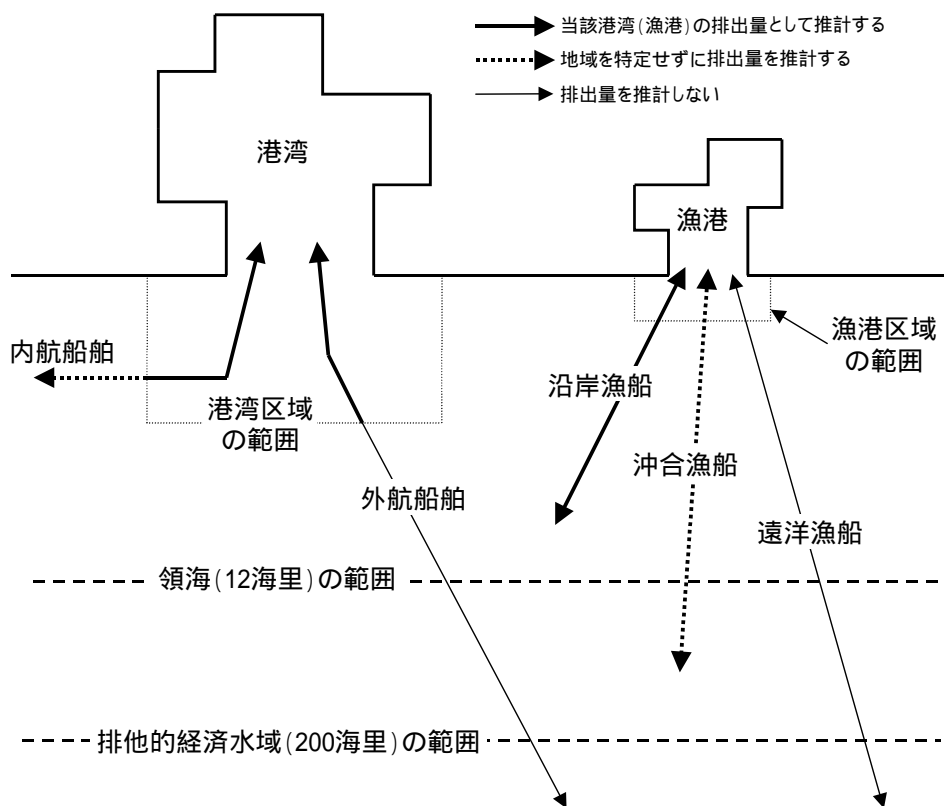 当該港湾(漁港)の排出量として推計する
地域を特定せずに排出量を推計する
排出量を推計しない
港湾
漁港
内航船舶
港湾区域
の範囲
漁港区域
の範囲
沿岸漁船
沖合漁船
外航船舶
遠洋漁船
領海(12海里)の範囲
排他的経済水域(200海里)の範囲